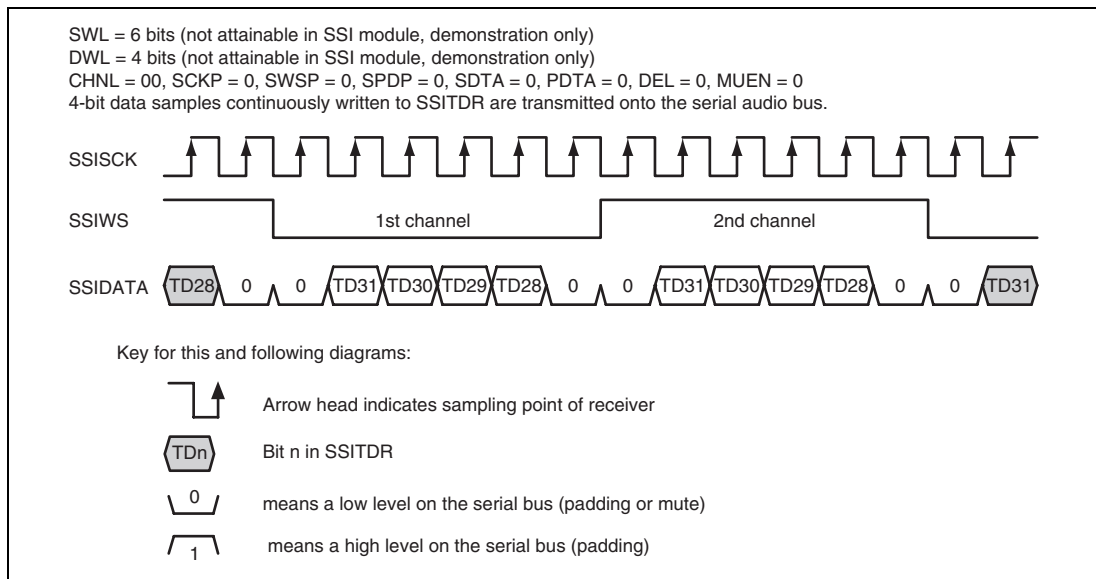 SWL = 6 bits (not attainable in SSI module, demonstration only)
DWL = 4 bits (not attainable in SSI module, demonstration only)
CHNL = 00, SCKP = 0, SWSP = 0, SPDP = 0, SDTA = 0, PDTA = 0, DEL = 0, MUEN = 0
4-bit data samples continuously written to SSITDR are transmitted onto the serial audio bus.
SSISCK
SSIWS 1st channel 2nd channel
SSIDATA TD28 0 0 TD31 TD30 TD29 TD28 0 0 TD31 TD30 TD29 TD28 0 0 TD31
Key for this and following diagrams:
Arrow head indicates sampling point of receiver
TDn Bit n in SSITDR
0 means a low level on the serial bus (padding or mute)
1 means a high level on the serial bus (padding)